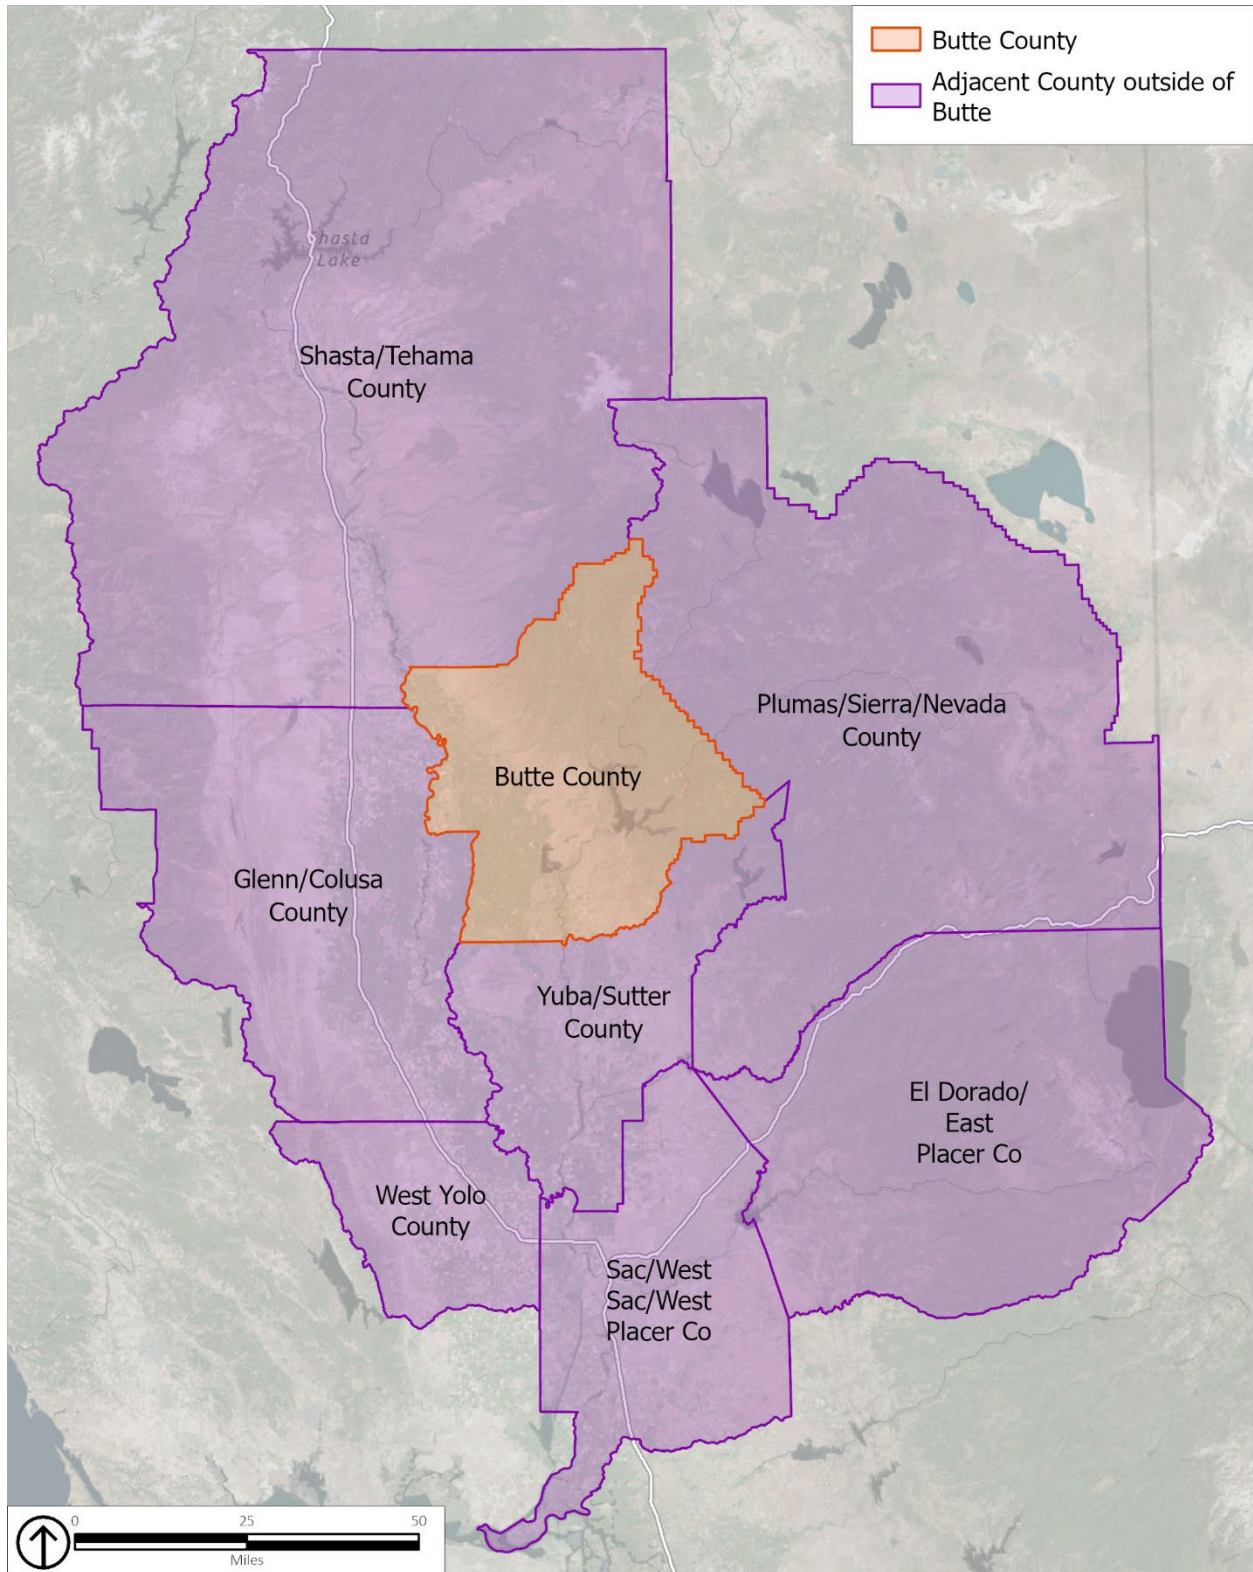 Butte County
Adjacent County outside of
Butte
Shasta
Lake
Shasta/Tehama
County
Plumas/Sierra/Nevada
County
Butte County
Glenn/Colusa
County
Yuba/Sutter
County
El Dorado/
East
Placer Co
West Yolo
County
Sac/West
Sac/West
Placer Co
0 25 50
Miles